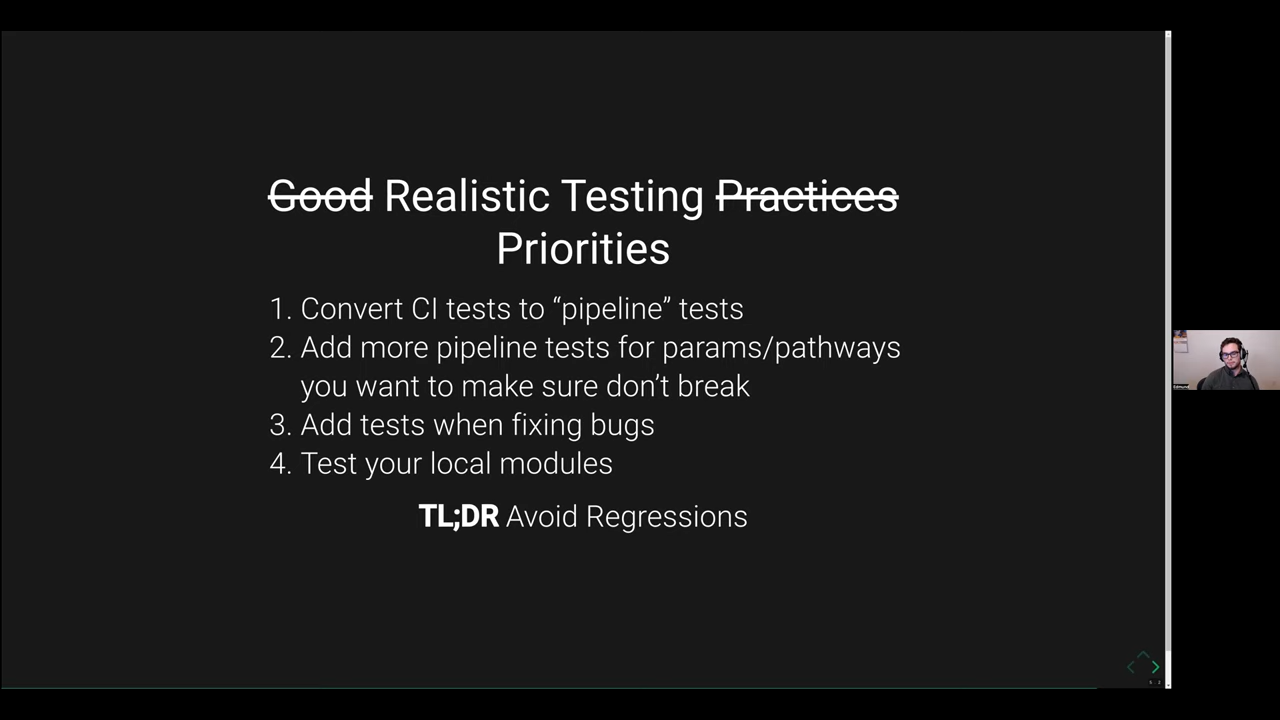 Good Realistic Testing Practices
Priorities
1. Convert CI tests to “pipeline” tests
2. Add more pipeline tests for params/pathways
you want to make sure don’t break
3. Add tests when fixing bugs
4. Test your local modules
TL;DR Avoid Regressions
Edmund